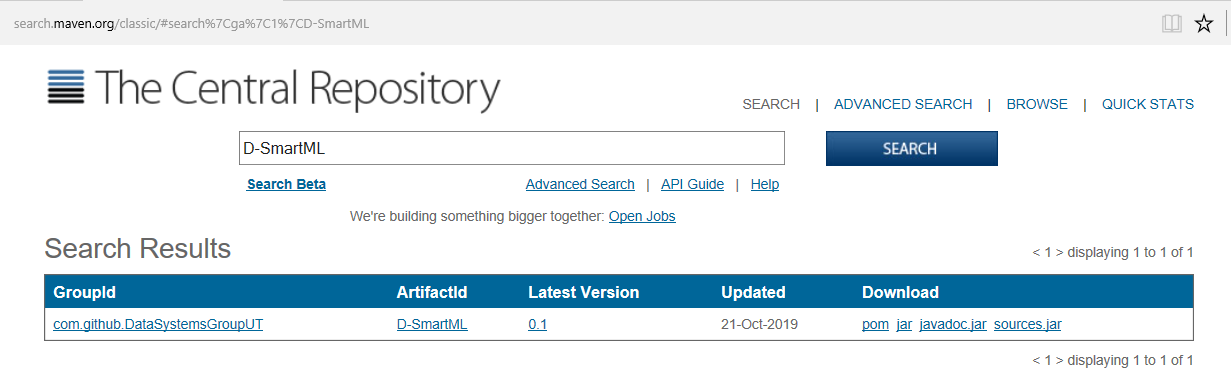 search.maven.org/classic/#search%7Cga%7C1%7CD-SmartML
The Central Repository
SEARCH | ADVANCED SEARCH | BROWSE | QUICK STATS
D-SmartML SEARCH
Search Beta Advanced Search | API Guide | Help
We're building something bigger together: Open Jobs
Search Results < 1 > displaying 1 to 1 of 1
GroupId ArtifactId Latest Version Updated Download
com.github.DataSystemsGroupUT D-SmartML 0.1 21-Oct-2019 pom jar javadoc.jar sources.jar
< 1 > displaying 1 to 1 of 1